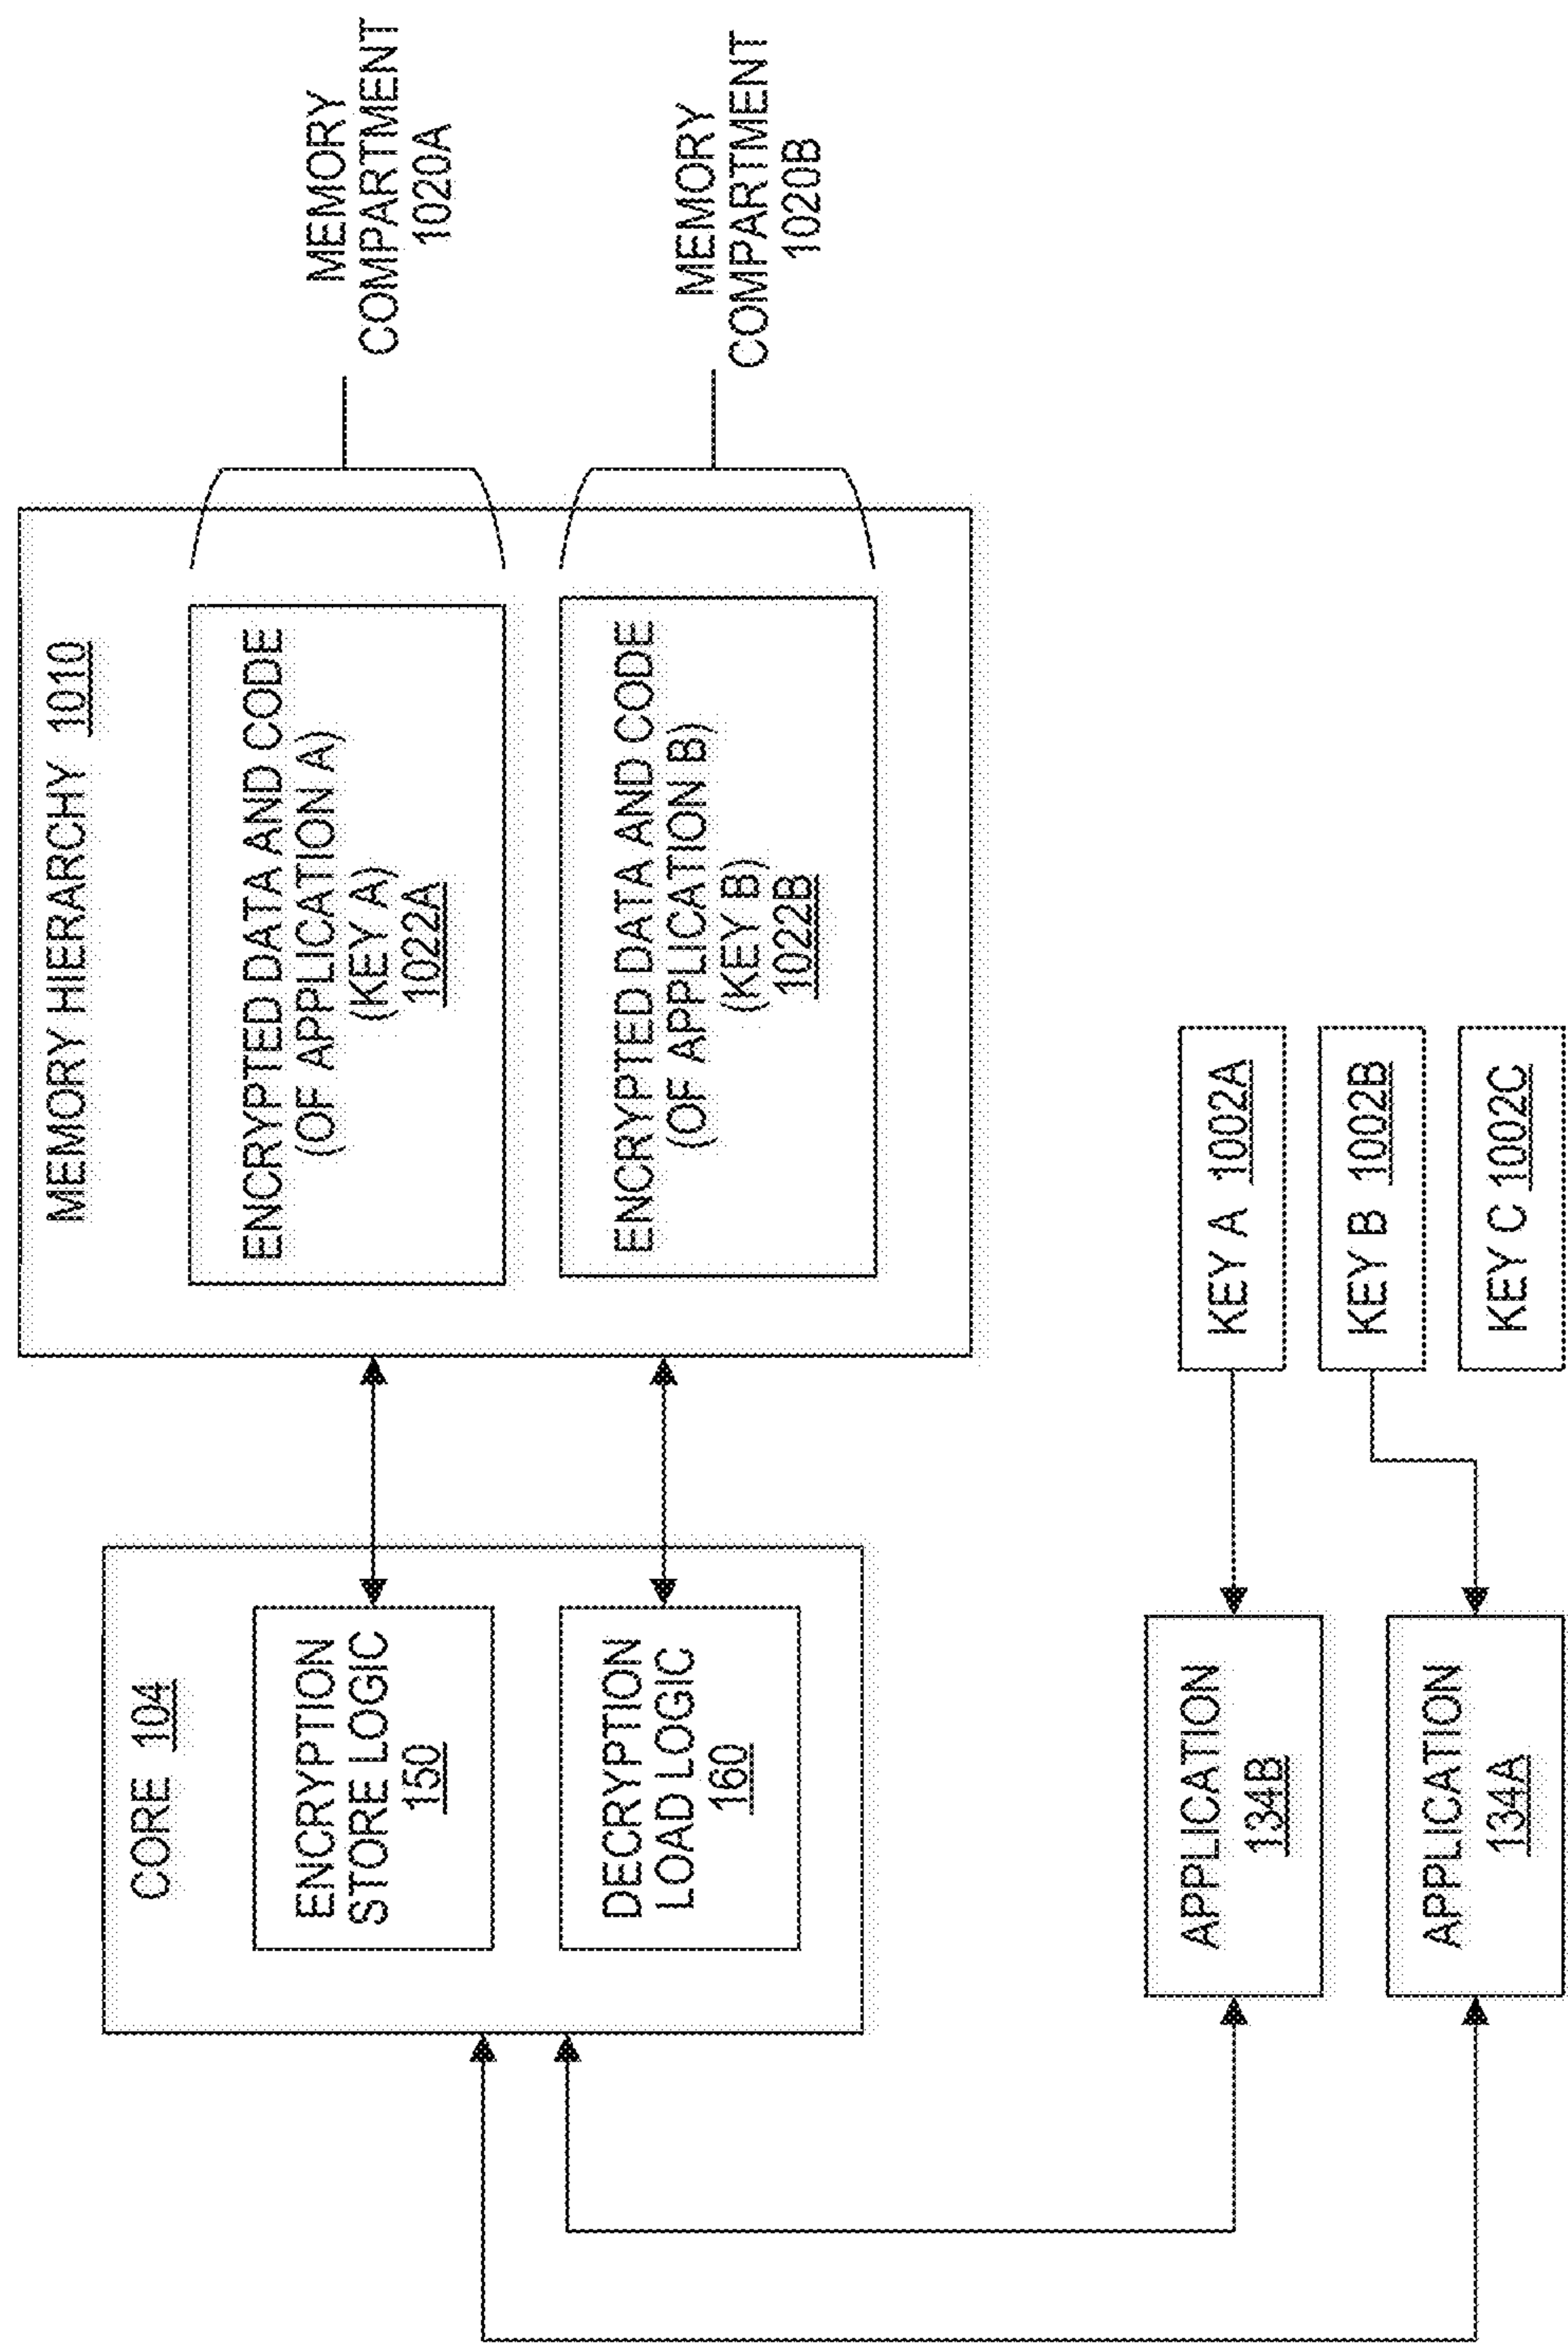 CORE 104
ENCRYPTION
STORE LOGIC
150
DECRYPTION
LOAD LOGIC
160
MEMORY HIERARCHY 1010
ENCRYPTED DATA AND CODE
(OF APPLICATION A)
(KEY A)
1022A
ENCRYPTED DATA AND CODE
(OF APPLICATION B)
(KEY B)
1022B
MEMORY
COMPARTMENT
1020A
MEMORY
COMPARTMENT
1020B
APPLICATION
134B
APPLICATION
134A
KEY A 1002A
KEY B 1002B
KEY C 1002C